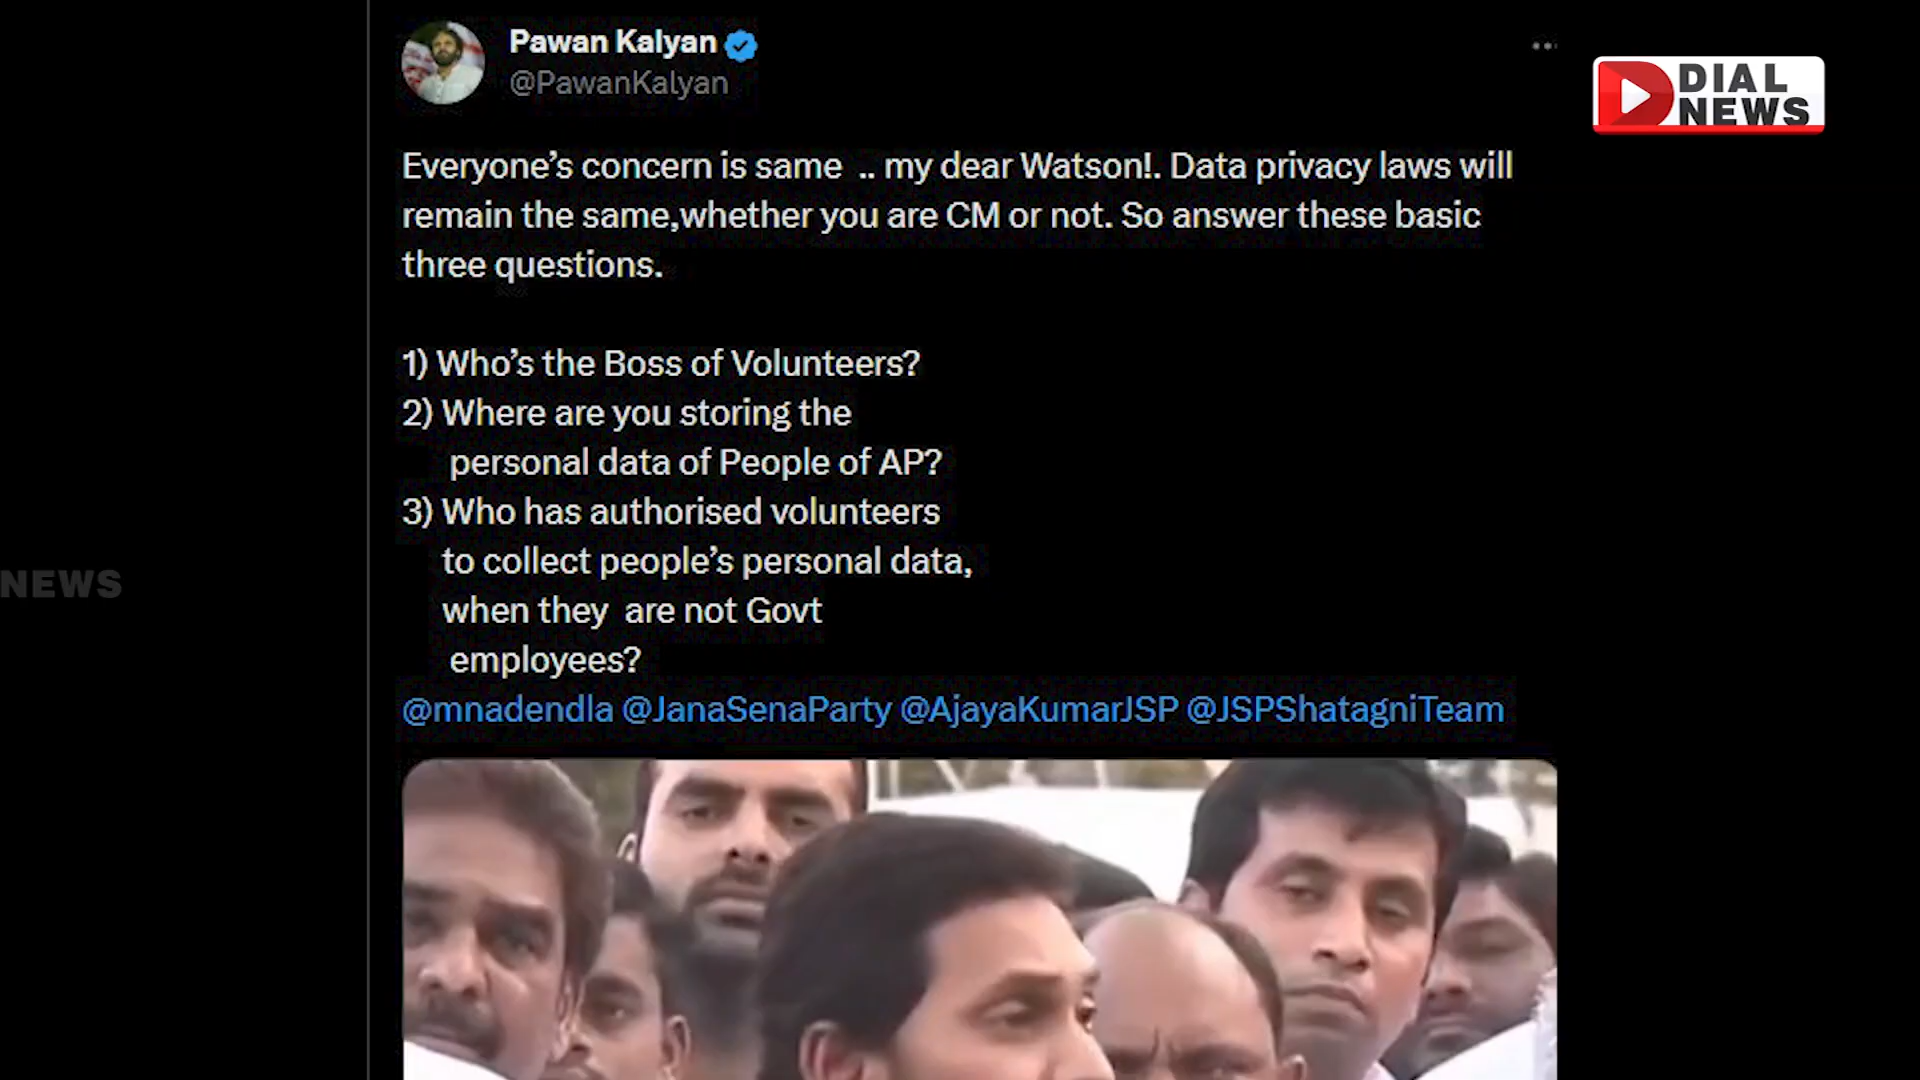 Pawan Kalyan
@PawanKalyan
DIAL
NEWS
Everyone’s concern is same .. my dear Watson!. Data privacy laws will
remain the same,whether you are CM or not. So answer these basic
three questions.
1) Who’s the Boss of Volunteers?
2) Where are you storing the
personal data of People of AP?
3) Who has authorised volunteers
to collect people’s personal data,
when they are not Govt
employees?
@mnadendla @JanaSenaParty @AjayaKumarJSP @JSPShatagniTeam
NEWS